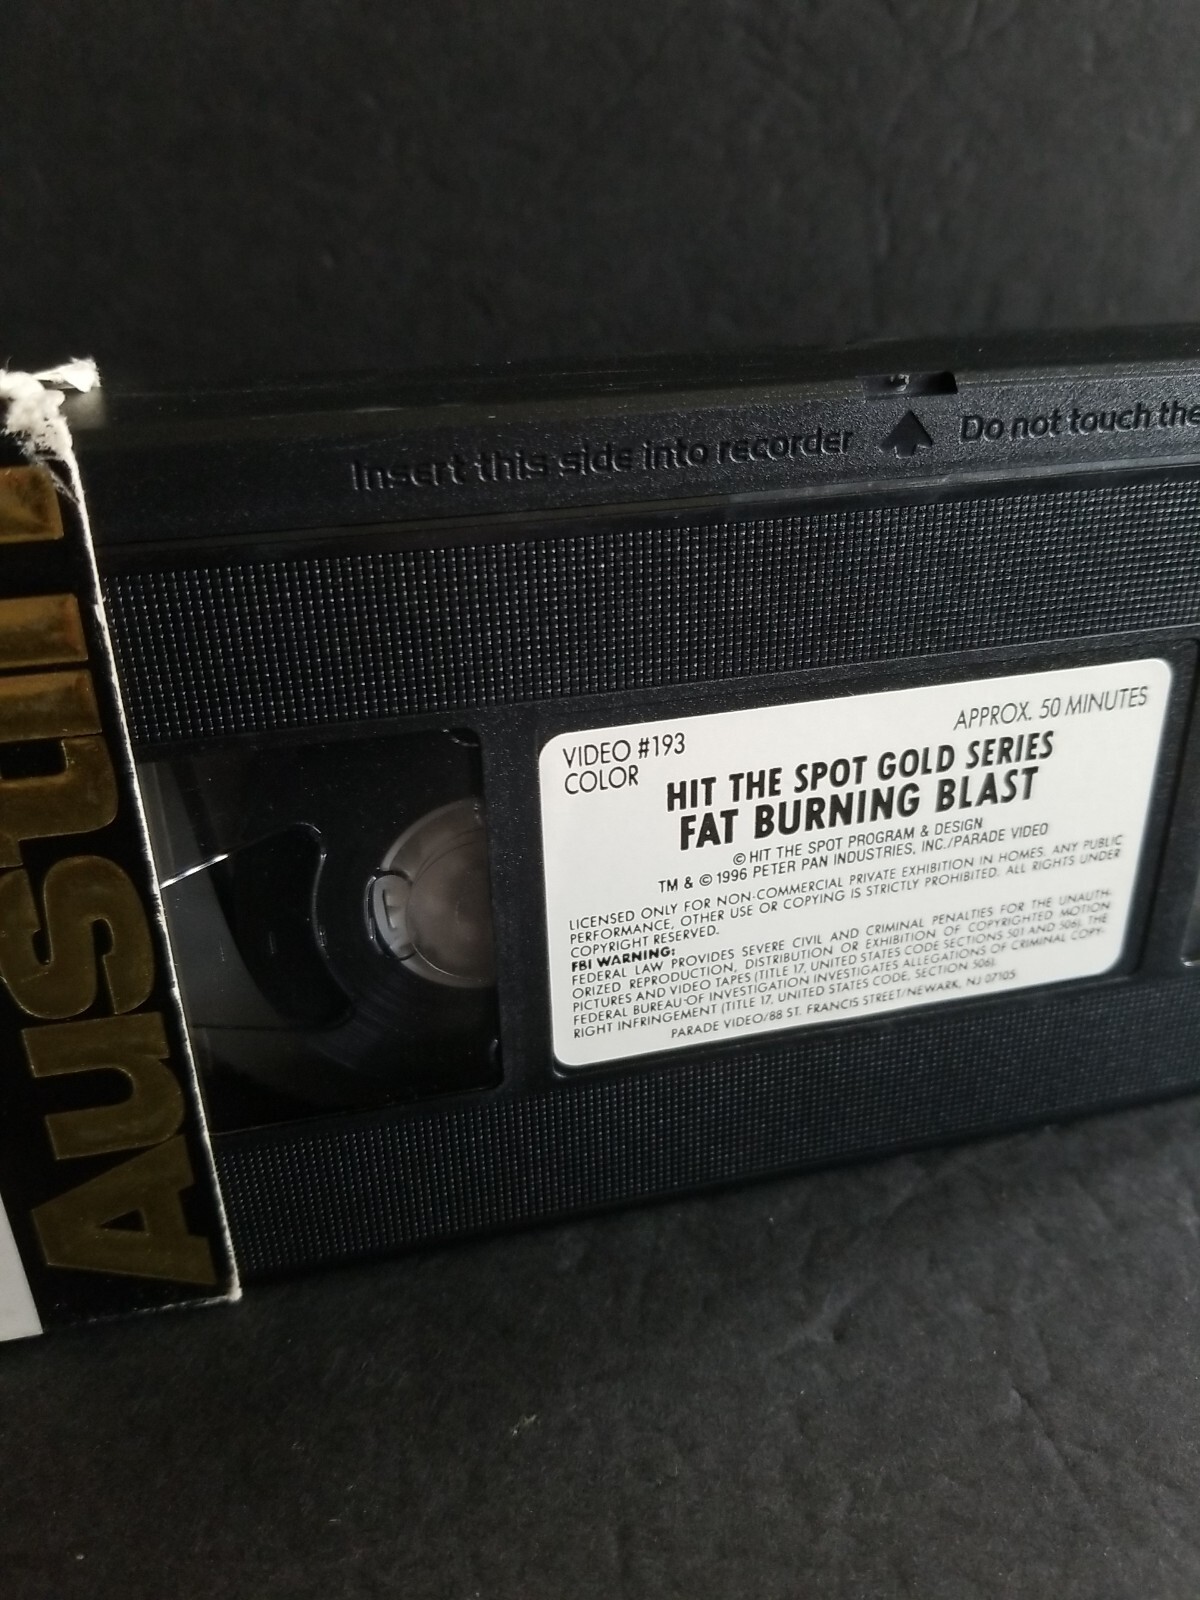 Austin
Insert this side into recorder
Do not touch the
VIDEO #193
APPROX. 50 MINUTES
COLOR
HIT THE SPOT GOLD SERIES
FAT BURNING BLAST
© HIT THE SPOT PROGRAM & DESIGN
TM & © 1996 PETER PAN INDUSTRIES, INC./PARADE VIDEO
LICENSED ONLY FOR NON-COMMERCIAL PRIVATE EXHIBITION IN HOMES. ANY PUBLIC
PERFORMANCE, OTHER USE OR COPYING IS STRICTLY PROHIBITED. ALL RIGHTS UNDER
COPYRIGHT RESERVED.
FBI WARNING:
FEDERAL LAW PROVIDES SEVERE CIVIL AND CRIMINAL PENALTIES FOR THE UNAUTH-
ORIZED REPRODUCTION, DISTRIBUTION OR EXHIBITION OF COPYRIGHTED MOTION
PICTURES AND VIDEO TAPES (TITLE 17, UNITED STATES CODE SECTIONS 501 AND 506). THE
FEDERAL BUREAU OF INVESTIGATION INVESTIGATES ALLEGATIONS OF CRIMINAL COPY-
RIGHT INFRINGEMENT (TITLE 17, UNITED STATES CODE, SECTION 506).
PARADE VIDEO/88 ST. FRANCIS STREET/NEWARK, NJ 07105